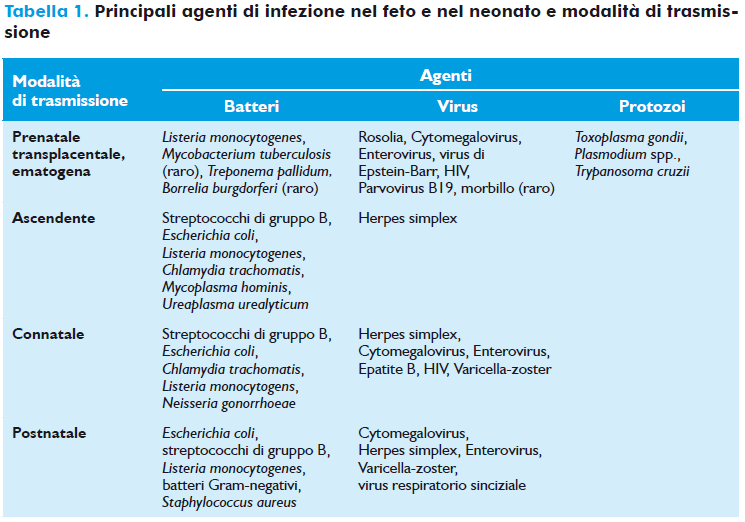 Tabella 1. Principali agenti di infezione nel feto e nel neonato e modalità di trasmis-
sione
Modalità
di trasmissione
Agenti
Batteri
Virus
Protozoi
Prenatale
transplacentale,
ematogena
Listeria monocytogenes,
Mycobacterium tuberculosis
(raro), Treponema pallidum,
Borrelia burgdorferi (raro)
Rosolia, Cytomegalovirus,
Enterovirus, virus di
Epstein-Barr, HIV,
Parvovirus B19, morbillo (raro)
Toxoplasma gondii,
Plasmodium spp.,
Trypanosoma cruzii
Ascendente
Streptococchi di gruppo B,
Escherichia coli,
Listeria monocytogenes,
Chlamydia trachomatis,
Mycoplasma hominis,
Ureaplasma urealyticum
Herpes simplex
Connatale
Streptococchi di gruppo B,
Escherichia coli,
Chlamydia trachomatis,
Listeria monocytogens,
Neisseria gonorrhoeae
Herpes simplex,
Cytomegalovirus, Enterovirus,
Epatite B, HIV, Varicella-zoster
Postnatale
Escherichia coli,
streptococchi di gruppo B,
Listeria monocytogenes,
batteri Gram-negativi,
Staphylococcus aureus
Cytomegalovirus,
Herpes simplex, Enterovirus,
Varicella-zoster,
virus respiratorio sinciziale